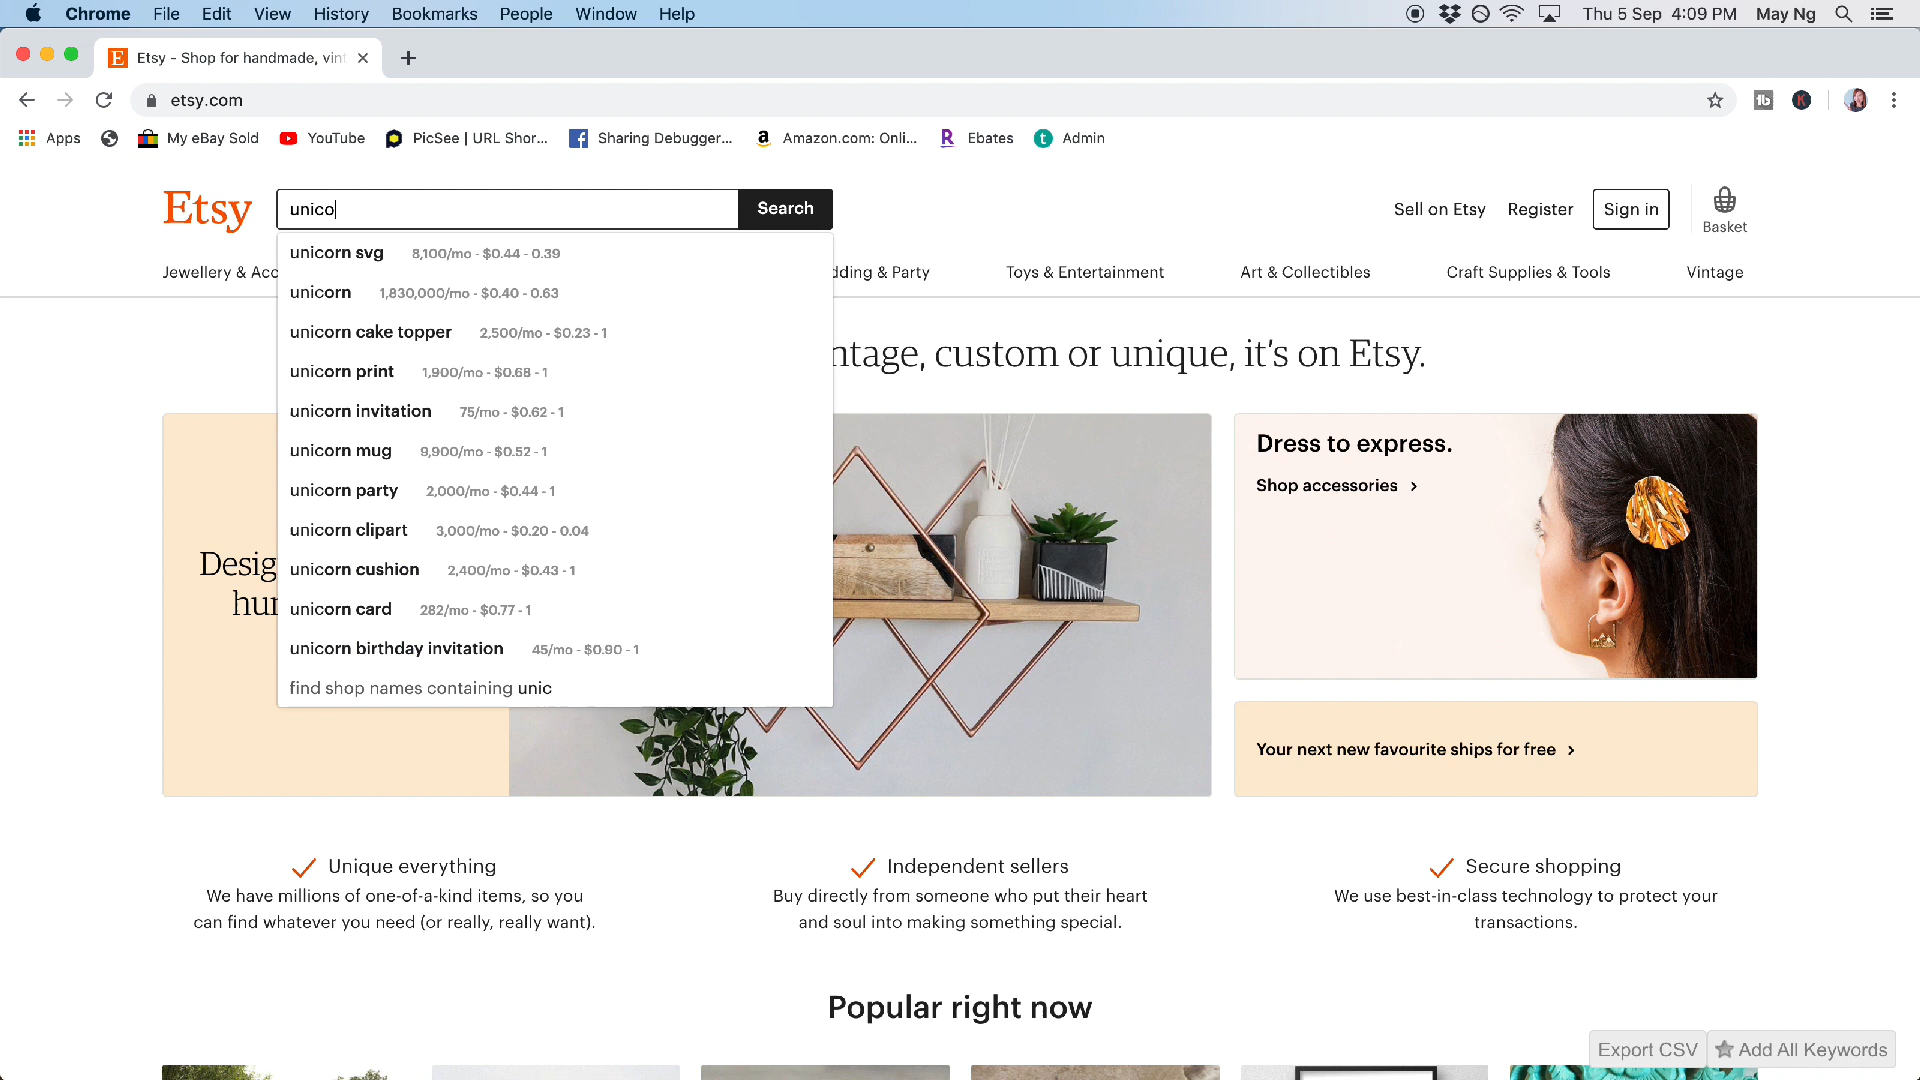 Chrome File Edit View History Bookmarks People Window Help Thu 5 Sep 4:09 PM May Ng
Etsy - Shop for handmade, vint
etsy.com
Apps My eBay Sold YouTube PicSee | URL Shor... Sharing Debugger... Amazon.com: Onli... Ebates Admin
Etsy unico Search Sell on Etsy Register Sign in Basket
Jewellery & Acc dding & Party Toys & Entertainment Art & Collectibles Craft Supplies & Tools Vintage
unicorn svg 8,100/mo - $0.44 - 0.39
unicorn 1,830,000/mo - $0.40 - 0.63
unicorn cake topper 2,500/mo - $0.23 - 1
unicorn print 1,900/mo - $0.68 - 1
unicorn invitation 75/mo - $0.62 - 1
unicorn mug 9,900/mo - $0.52 - 1
unicorn party 2,000/mo - $0.44 - 1
unicorn clipart 3,000/mo - $0.20 - 0.04
unicorn cushion 2,400/mo - $0.43 - 1
unicorn card 282/mo - $0.77 - 1
unicorn birthday invitation 45/mo - $0.90 - 1
find shop names containing unic
ntage, custom or unique, it's on Etsy.
Desig
hur
Dress to express.
Shop accessories >
Your next new favourite ships for free >
Unique everything
We have millions of one-of-a-kind items, so you
can find whatever you need (or really, really want).
Independent sellers
Buy directly from someone who put their heart
and soul into making something special.
Secure shopping
We use best-in-class technology to protect your
transactions.
Popular right now
Export CSV Add All Keywords